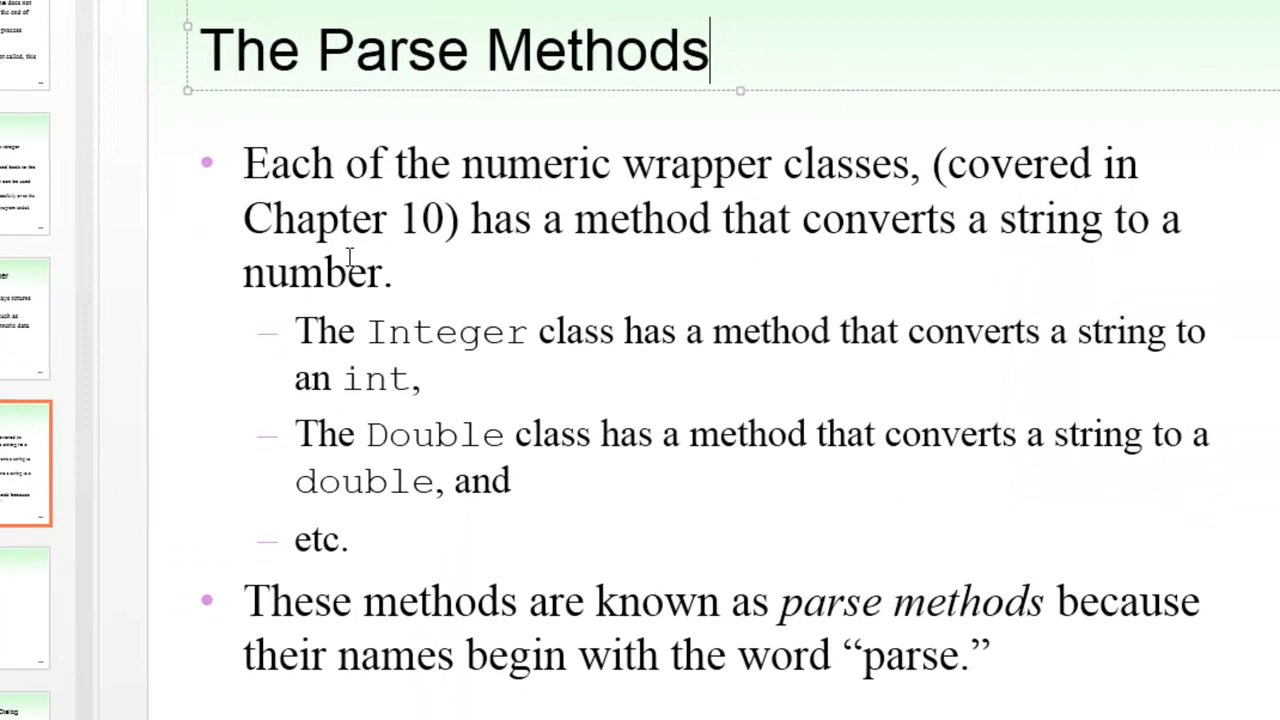 The Parse Methods
Each of the numeric wrapper classes, (covered in
Chapter 10) has a method that converts a string to a
number.
– The Integer class has a method that converts a string to
an int,
– The Double class has a method that converts a string to a
double, and
– etc.
These methods are known as parse methods because
their names begin with the word “parse.”